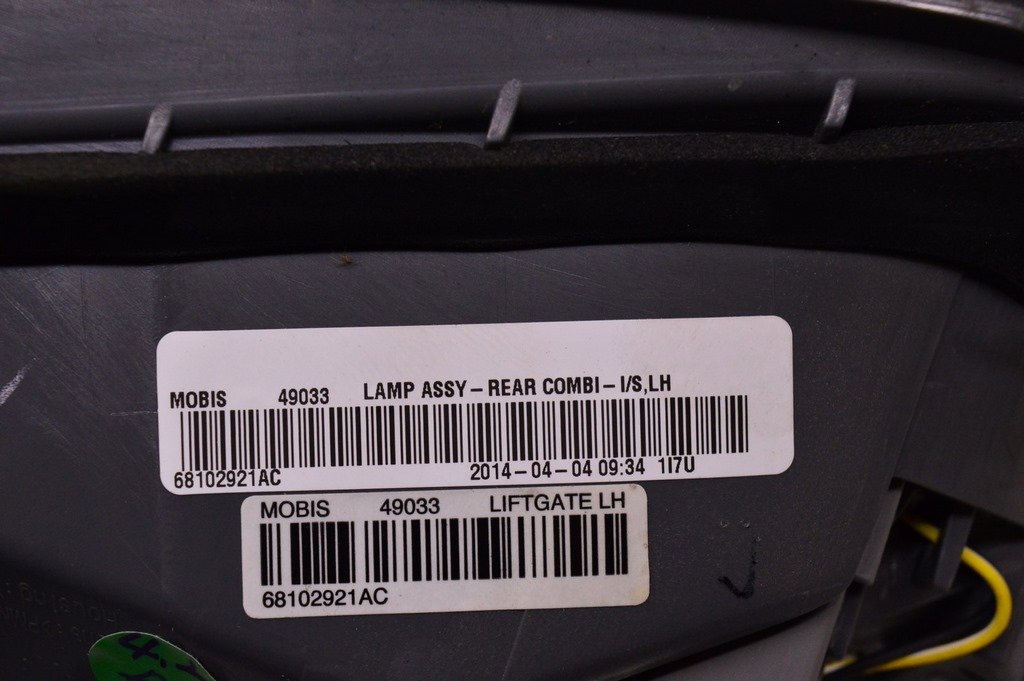 MOBIS 49033 LAMP ASSY-REAR COMBI-I/S,LH
68102921AC 2014-04-04 09:34 1I7U
MOBIS 49033 LIFTGATE LH
68102921AC